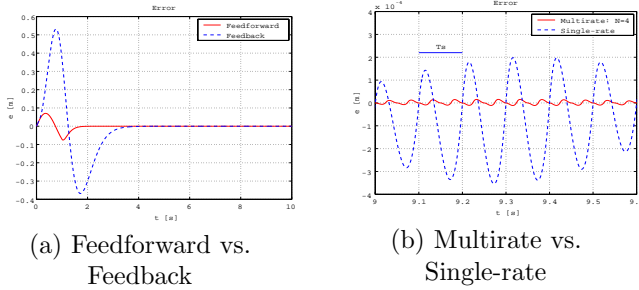 Error
Feedforward
Feedback
0.6
0.5
0.4
0.3
0.2
0.1
0
-0.1
-0.2
-0.3
-0.4
e [m]
0 2 4 6 8 10
t [s]
(a) Feedforward vs.
Feedback
x 10⁻⁶
Error
Multirate: N=4
Single-rate
Ts
4
3
2
1
0
-1
-2
-3
-4
e [m]
9 9.1 9.2 9.3 9.4 9.5 9.
t [s]
(b) Multirate vs.
Single-rate